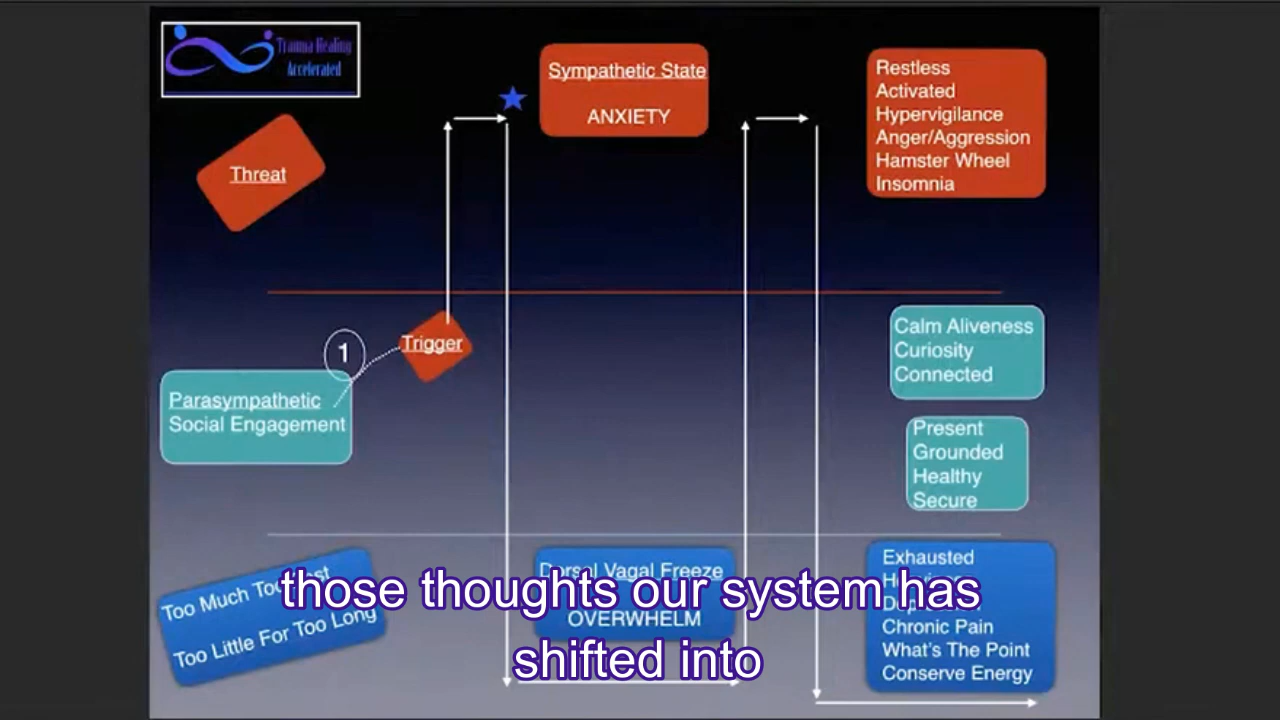 Trauma Healing
Accelerated
Threat
Sympathetic State
ANXIETY
Restless
Activated
Hypervigilance
Anger/Aggression
Hamster Wheel
Insomnia
1
Trigger
Parasympathetic
Social Engagement
Calm Aliveness
Curiosity
Connected
Present
Grounded
Healthy
Secure
Too Much Too Fast
Too Little For Too Long
Dorsal Vagal Freeze
OVERWHELM
Exhausted
Chronic Pain
What's The Point
Conserve Energy
those thoughts our system has
shifted into